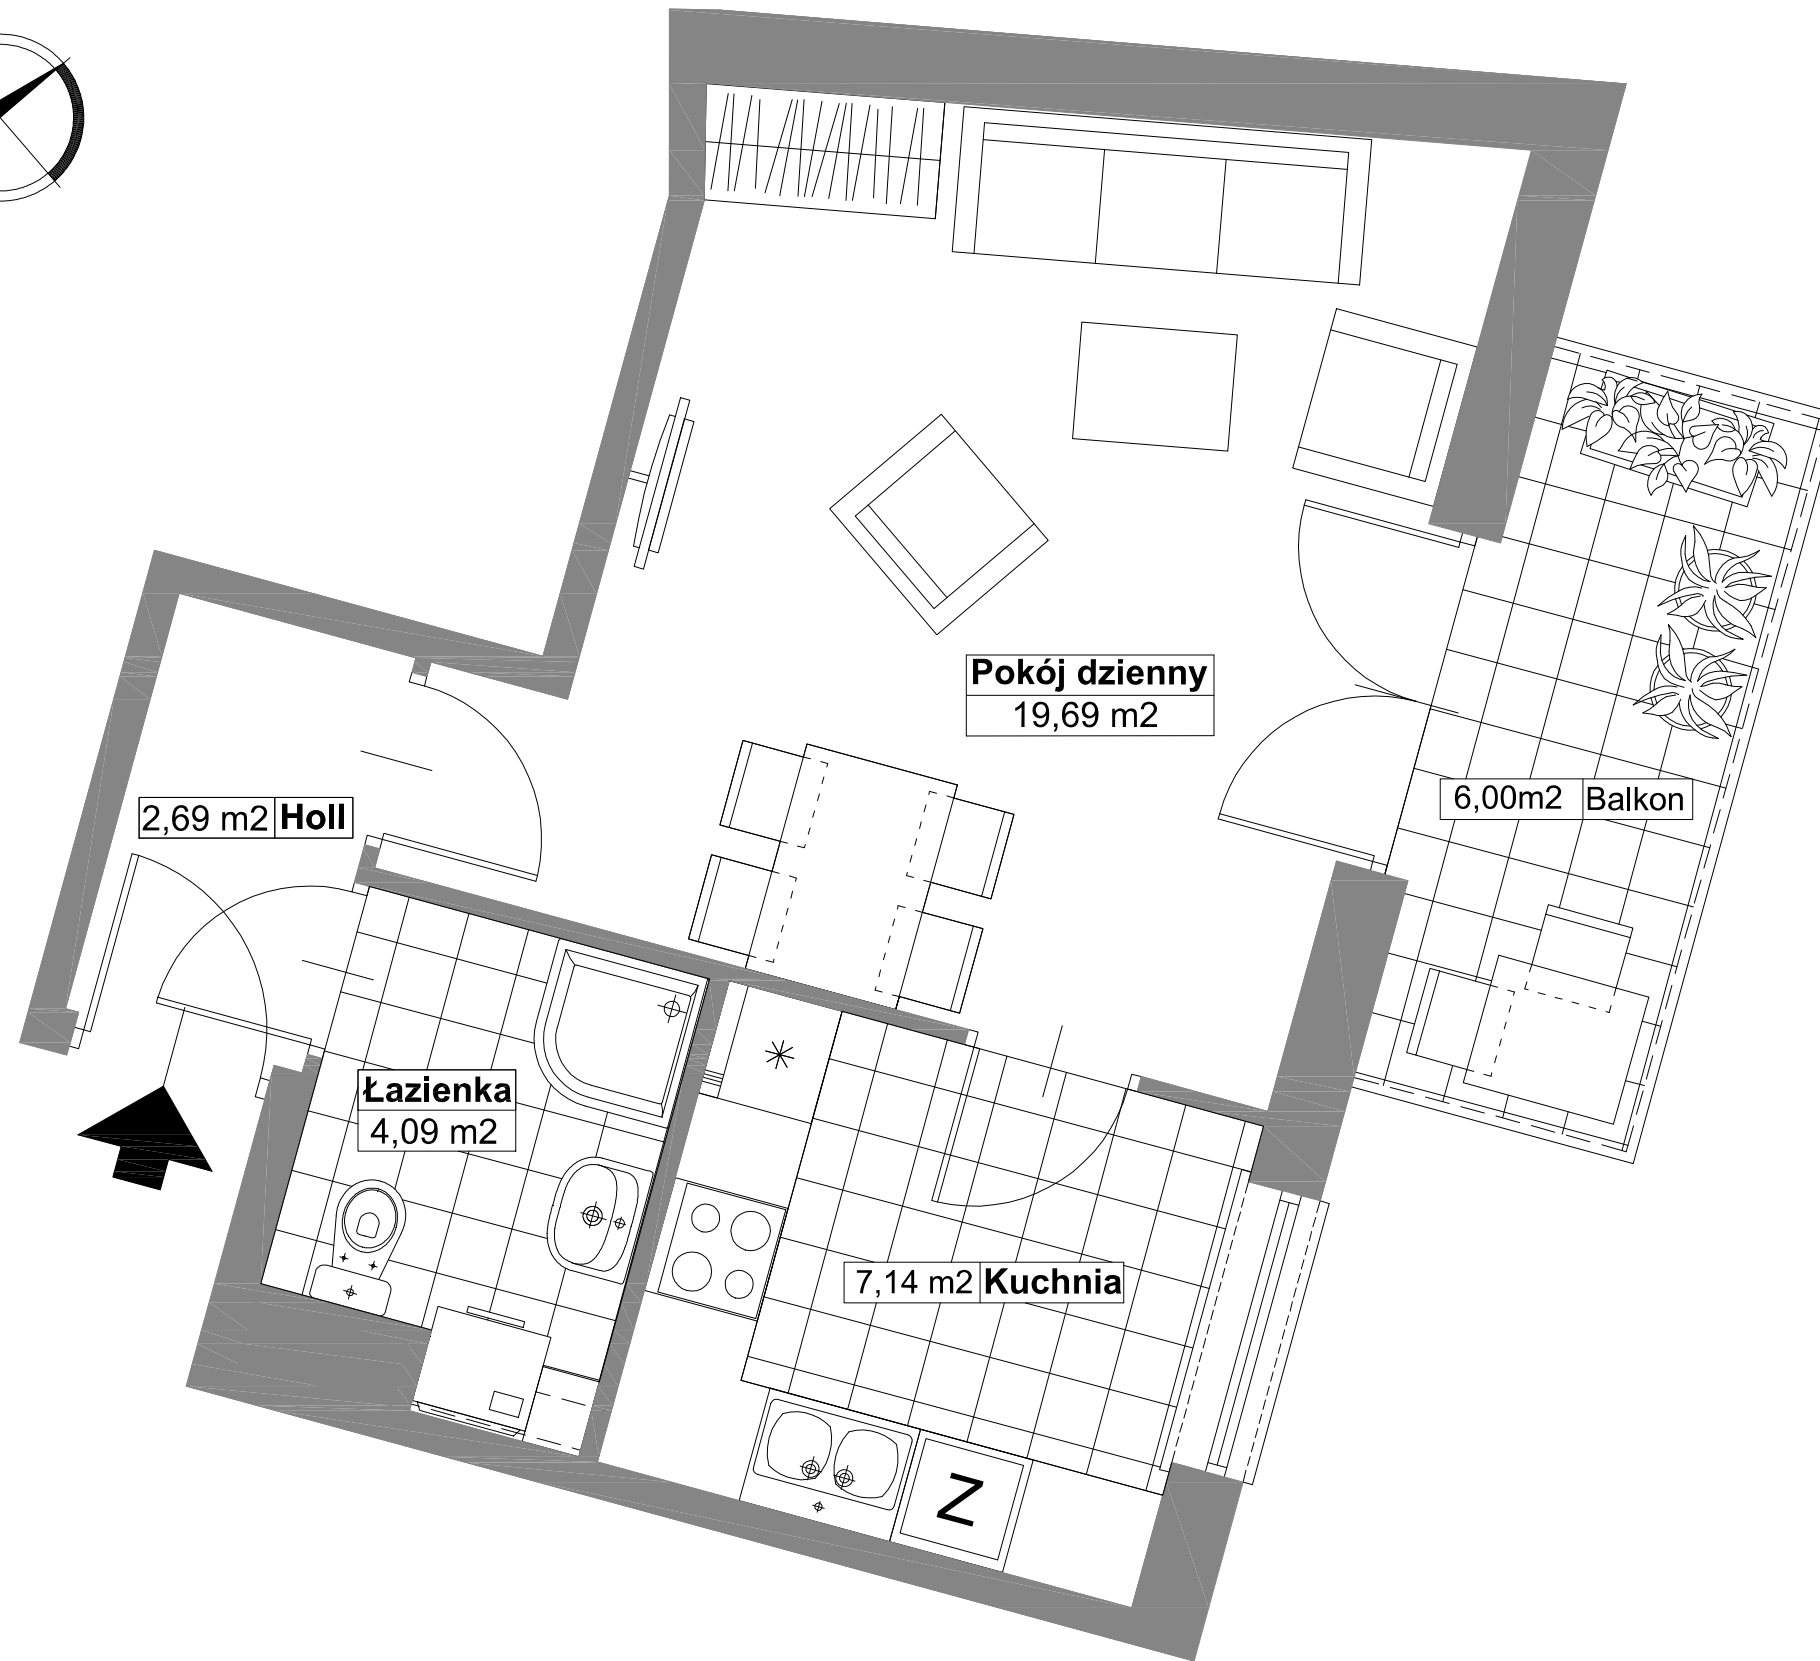 Pokój dzienny
19,69 m2
2,69 m2 Holl
6,00m2 Balkon
Łazienka
4,09 m2
7,14 m2 Kuchnia
Z